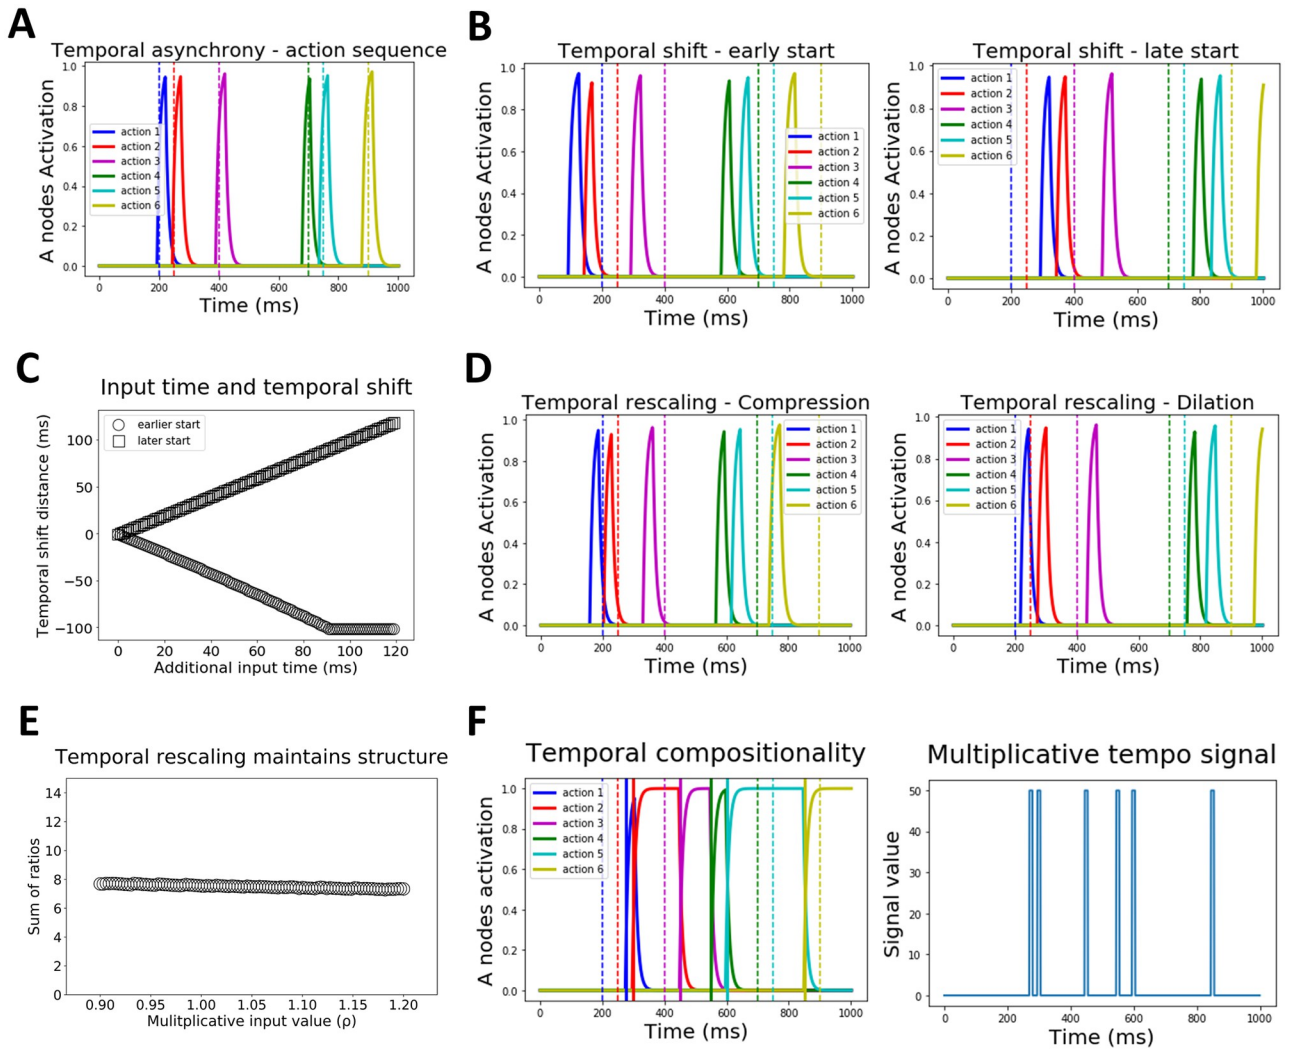 A
Temporal asynchrony - action sequence
A nodes Activation
1.0
0.8
0.6
0.4
0.2
0.0
action 1
action 2
action 3
action 4
action 5
action 6
0 200 400 600 800 1000
Time (ms)
B
Temporal shift - early start
A nodes Activation
1.0
0.8
0.6
0.4
0.2
0.0
action 1
action 2
action 3
action 4
action 5
action 6
0 200 400 600 800 1000
Time (ms)
Temporal shift - late start
A nodes Activation
1.0
0.8
0.6
0.4
0.2
0.0
action 1
action 2
action 3
action 4
action 5
action 6
0 200 400 600 800 1000
Time (ms)
C
Input time and temporal shift
Temporal shift distance (ms)
100
50
0
−50
−100
earlier start
later start
0 20 40 60 80 100 120
Additional input time (ms)
D
Temporal rescaling - Compression
A nodes Activation
1.0
0.8
0.6
0.4
0.2
0.0
action 1
action 2
action 3
action 4
action 5
action 6
0 200 400 600 800 1000
Time (ms)
Temporal rescaling - Dilation
A nodes Activation
1.0
0.8
0.6
0.4
0.2
0.0
action 1
action 2
action 3
action 4
action 5
action 6
0 200 400 600 800 1000
Time (ms)
E
Temporal rescaling maintains structure
Sum of ratios
14
12
10
8
6
4
2
0
0.90 0.95 1.00 1.05 1.10 1.15 1.20
Mulitplicative input value (ρ)
F
Temporal compositionality
A nodes activation
1.0
0.8
0.6
0.4
0.2
0.0
action 1
action 2
action 3
action 4
action 5
action 6
0 200 400 600 800 1000
Time (ms)
Multiplicative tempo signal
Signal value
50
40
30
20
10
0
0 200 400 600 800 1000
Time (ms)